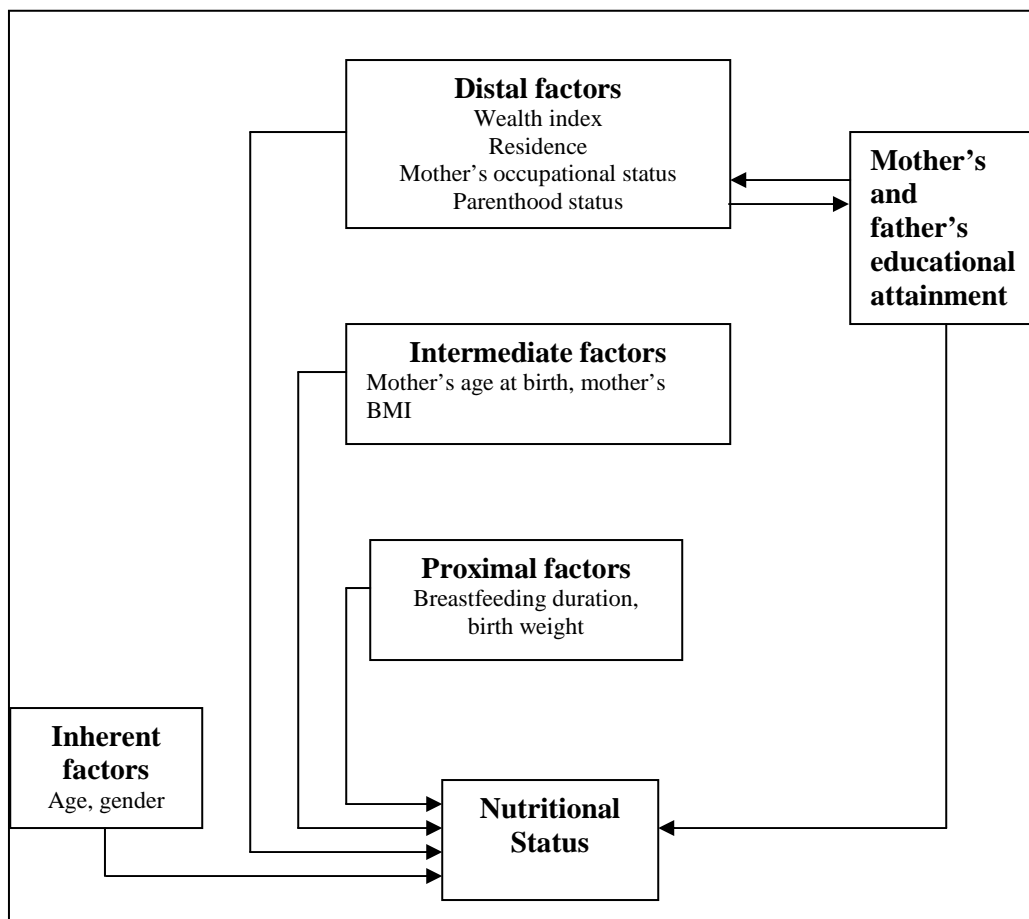 Distal factors
Wealth index
Residence
Mother’s occupational status
Parenthood status
Mother’s
and
father’s
educational
attainment
Intermediate factors
Mother’s age at birth, mother’s
BMI
Proximal factors
Breastfeeding duration,
birth weight
Inherent
factors
Age, gender
Nutritional
Status